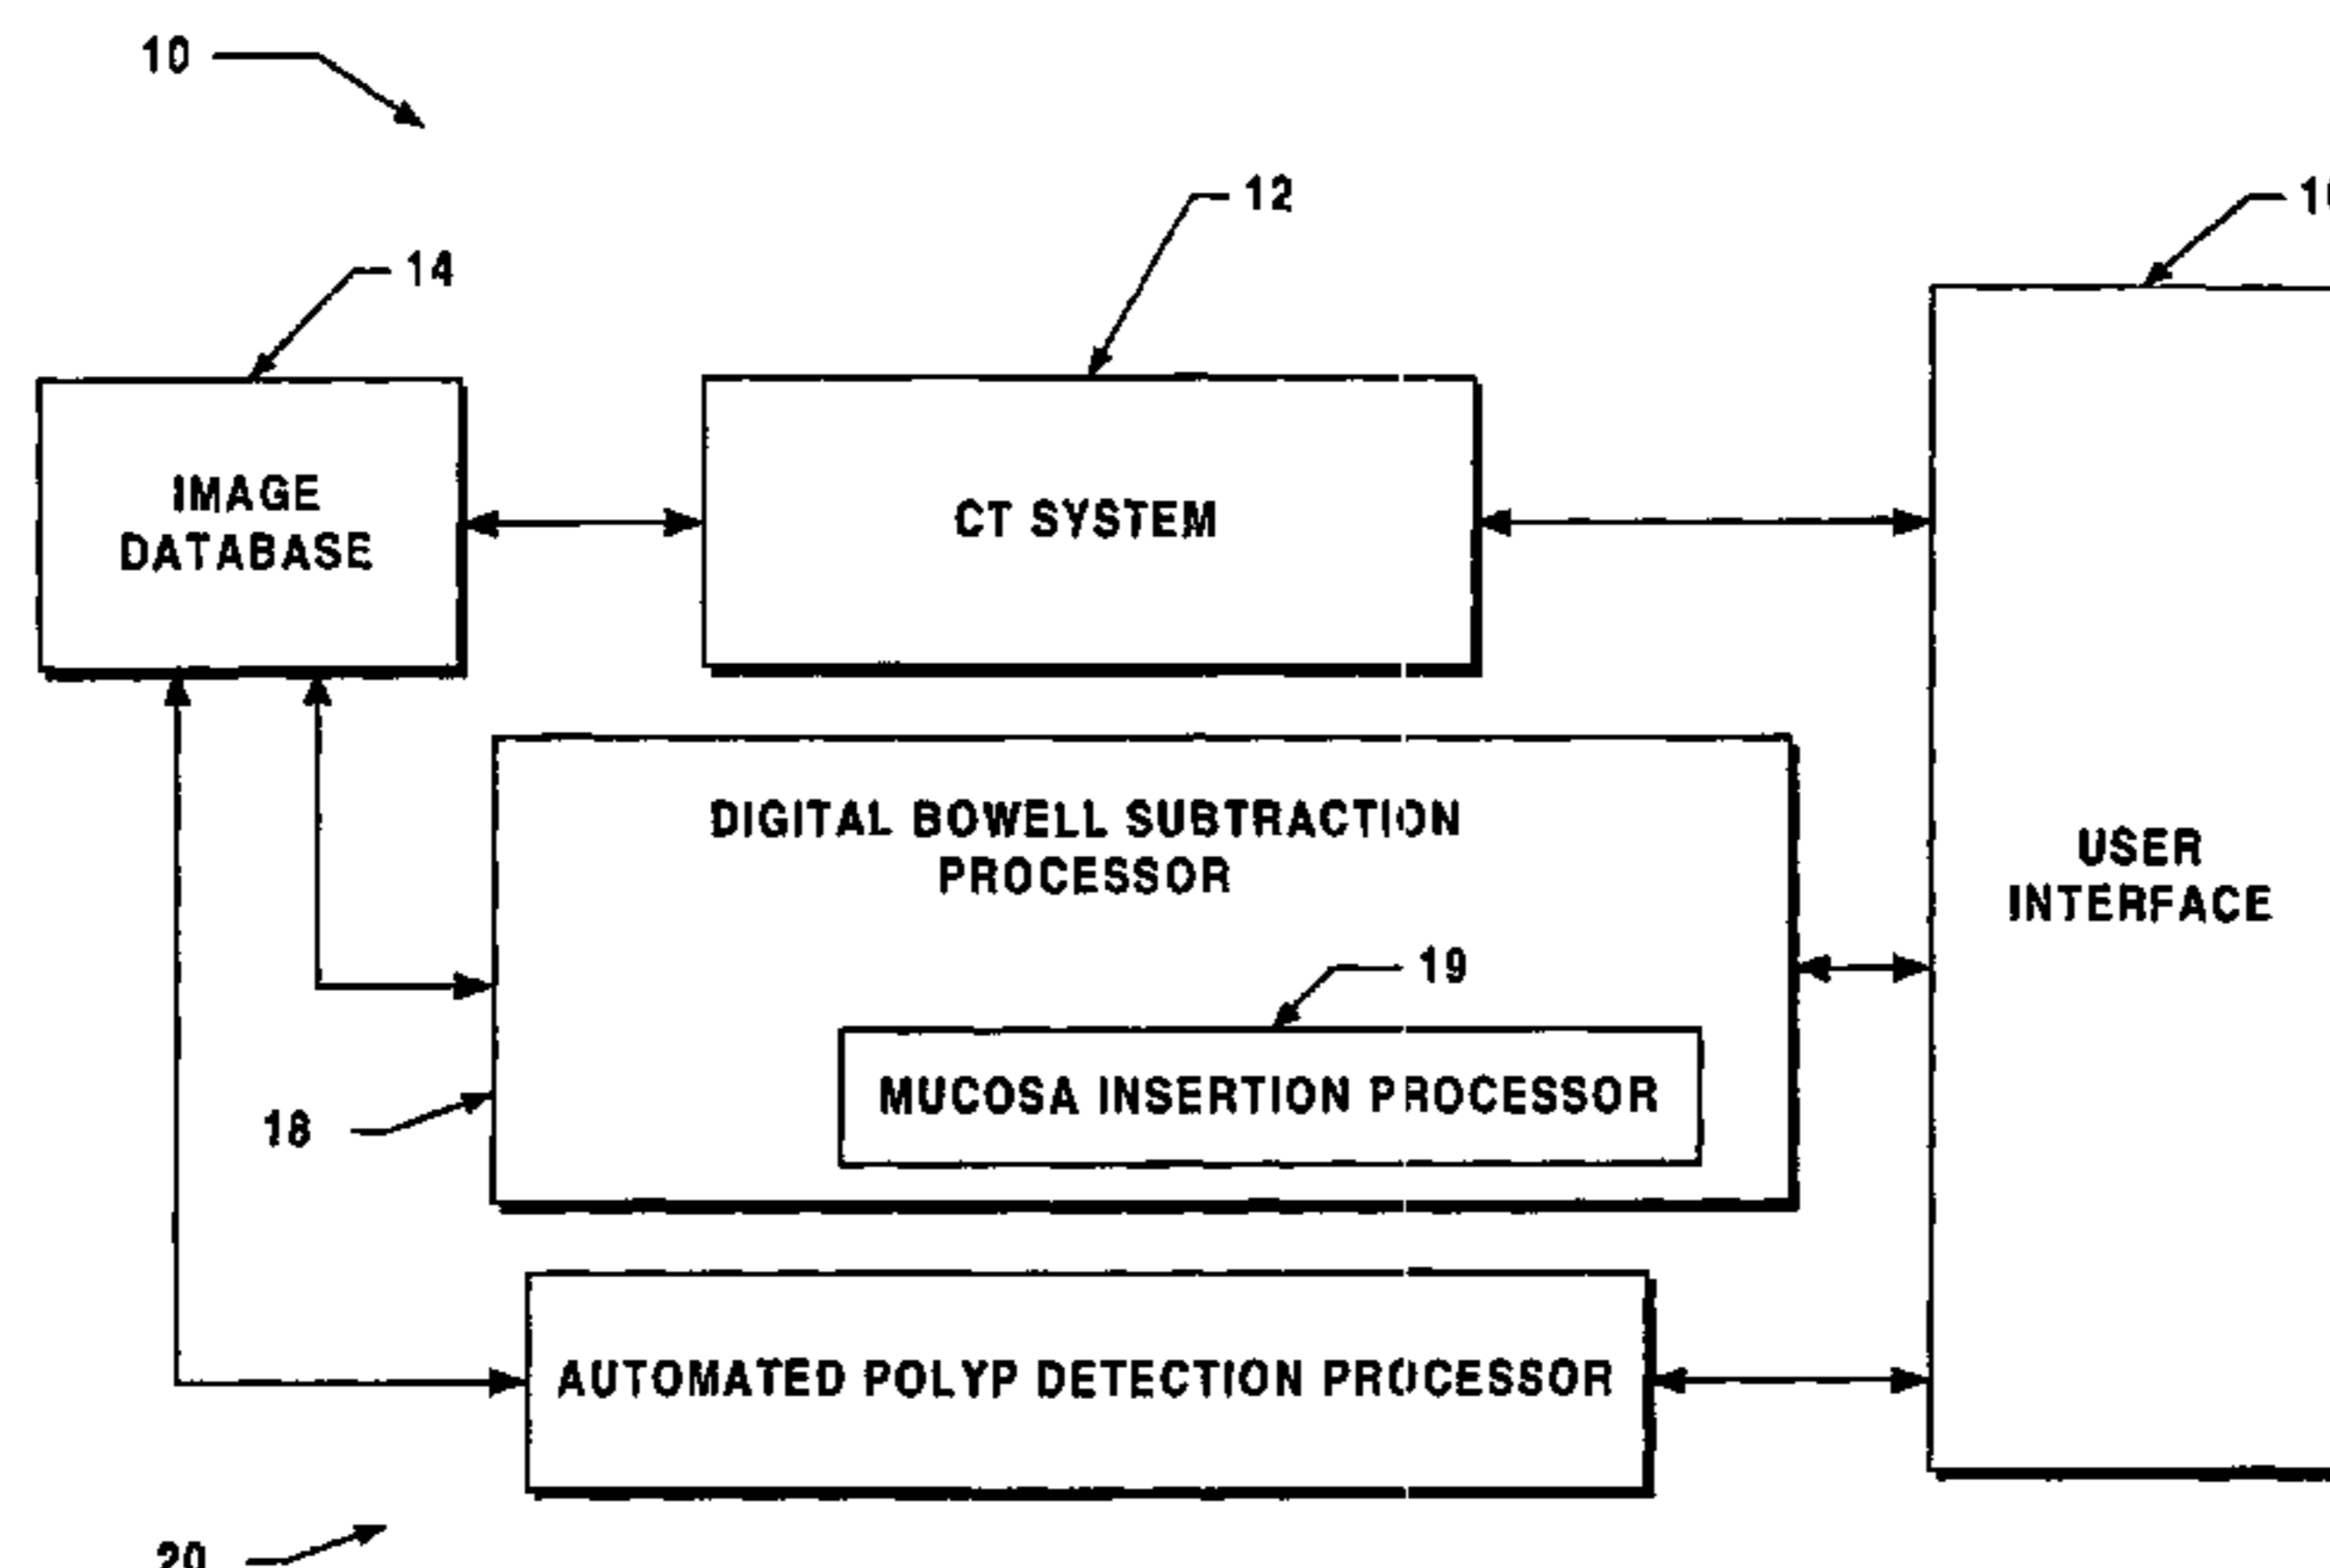 10
12
14
IMAGE
DATABASE
CT SYSTEM
DIGITAL BOWELL SUBTRACTION
PROCESSOR
USER
INTERFACE
19
MUCOSA INSERTION PROCESSOR
18
AUTOMATED POLYP DETECTION PROCESSOR
20